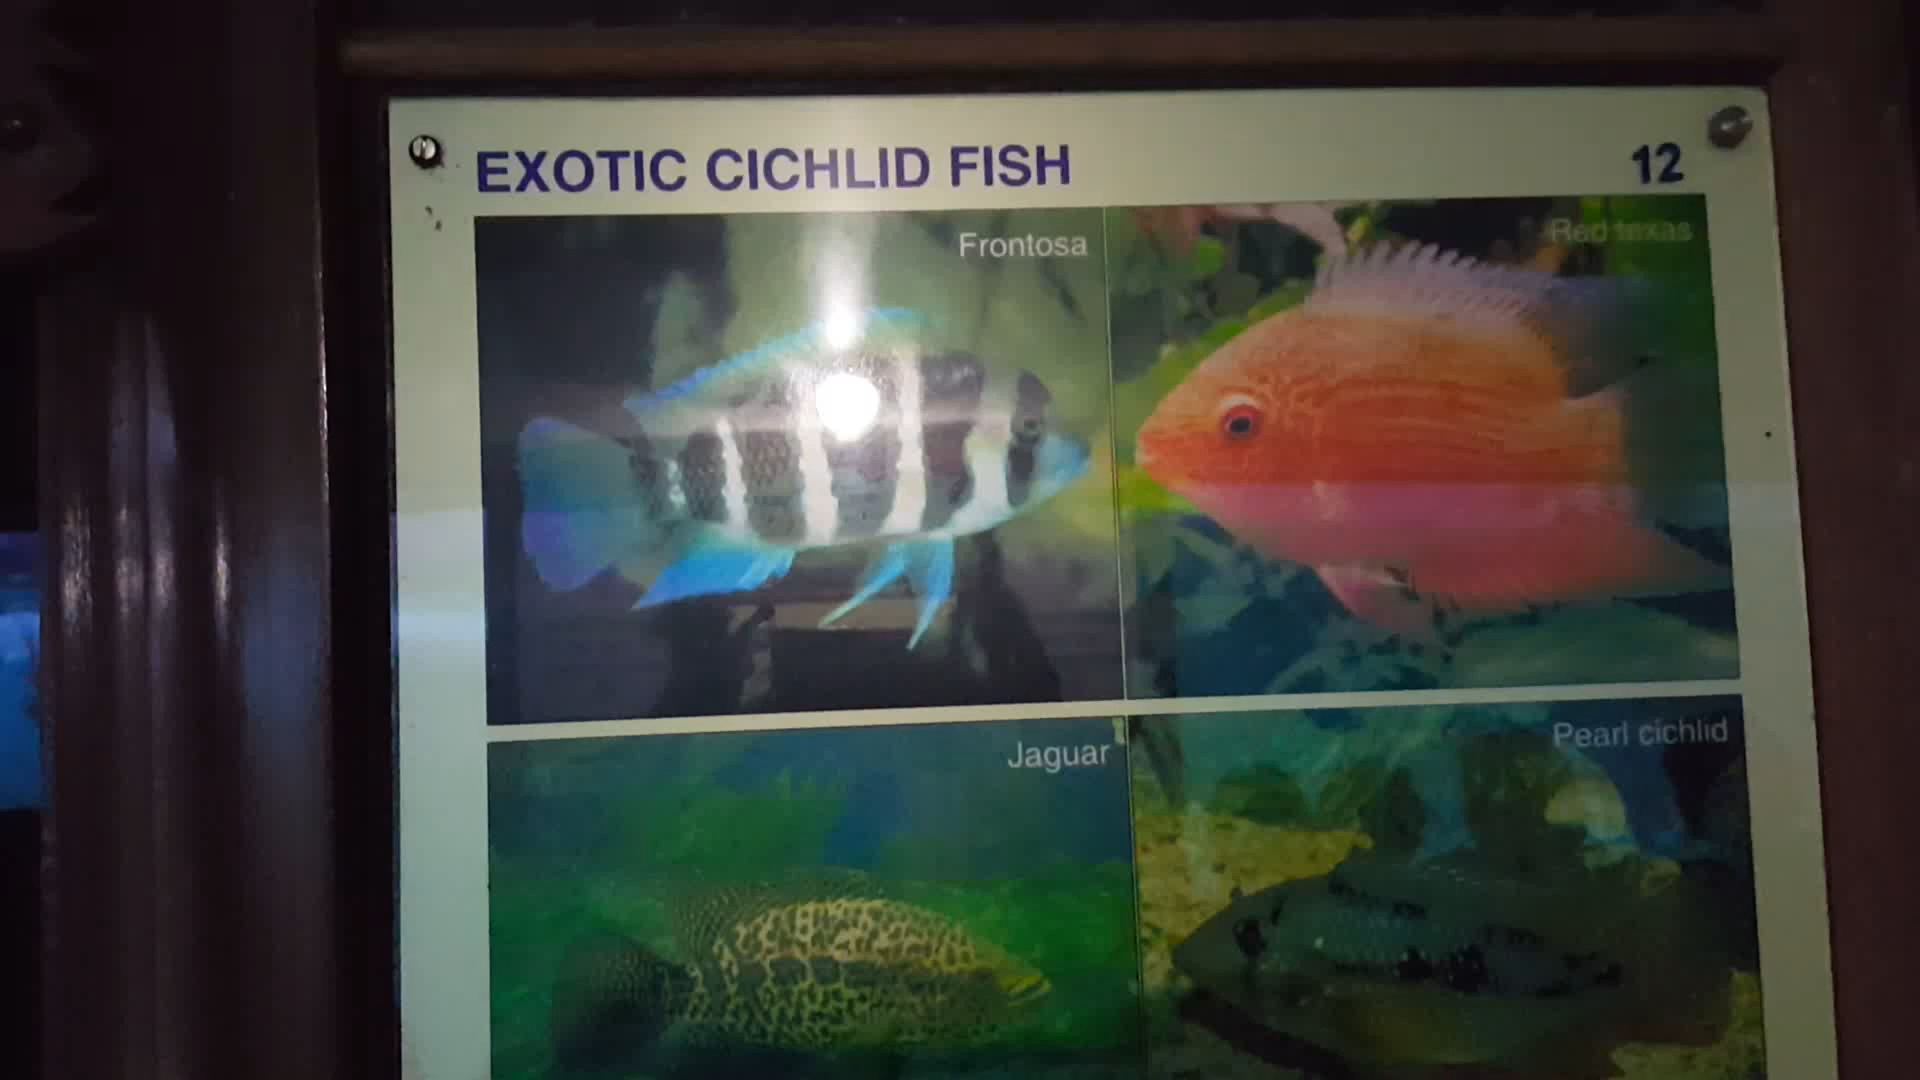 EXOTIC CICHLID FISH
12
Frontosa
Red texas
Jaguar
Pearl cichlid